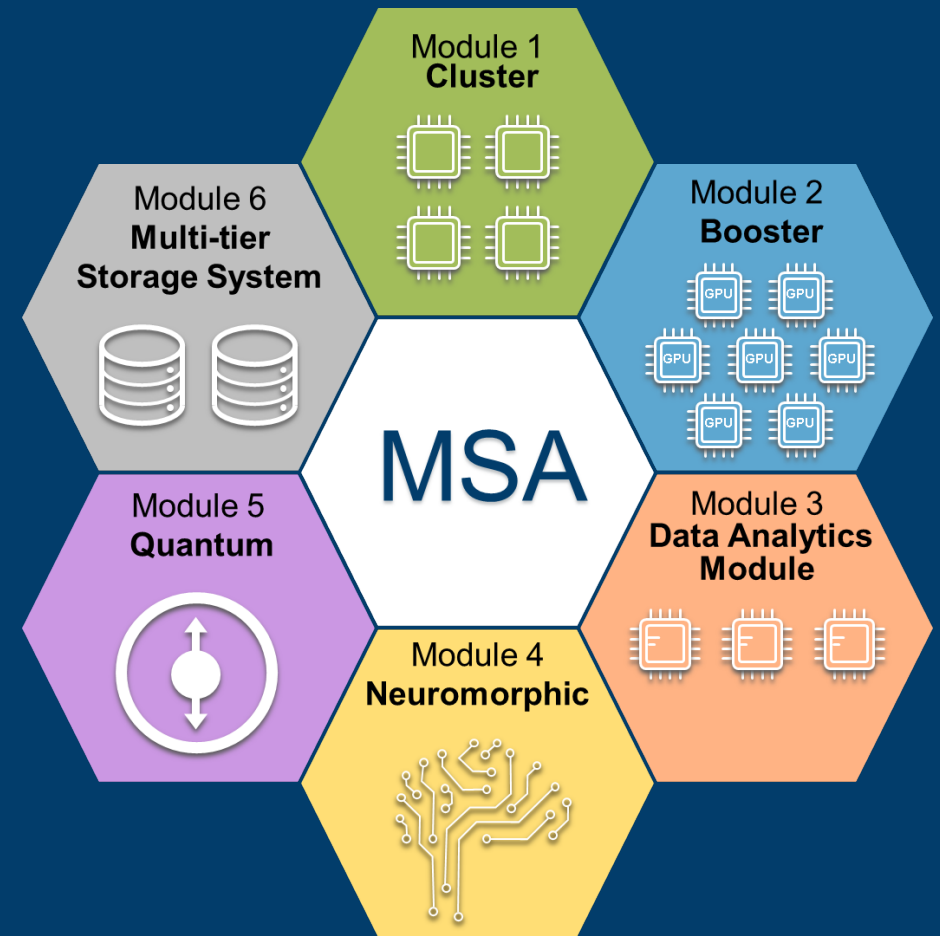 Module 1
Cluster
Module 6
Multi-tier
Storage System
Module 2
Booster
GPU GPU
GPU GPU GPU
GPU GPU
MSA
Module 5
Quantum
Module 3
Data Analytics
Module
Module 4
Neuromorphic